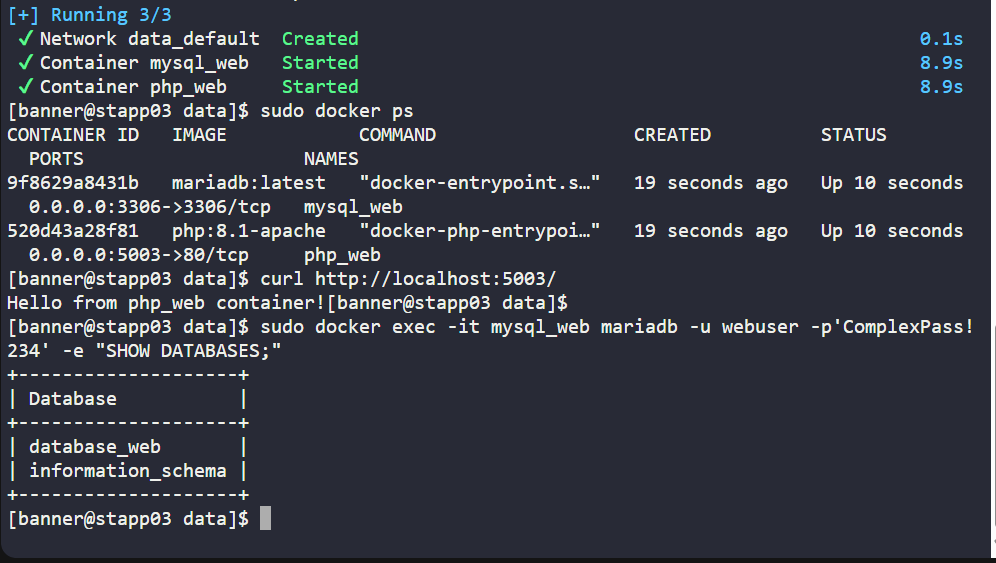 [+] Running 3/3
✓ Network data_default  Created  0.1s
✓ Container mysql_web  Started  8.9s
✓ Container php_web  Started  8.9s
[banner@stapp03 data]$ sudo docker ps
CONTAINER ID   IMAGE            COMMAND                  CREATED          STATUS
  PORTS                    NAMES
9f8629a8431b   mariadb:latest   "docker-entrypoint.s…"   19 seconds ago   Up 10 seconds
  0.0.0.0:3306->3306/tcp   mysql_web
520d43a28f81   php:8.1-apache   "docker-php-entrypoi…"   19 seconds ago   Up 10 seconds
  0.0.0.0:5003->80/tcp     php_web
[banner@stapp03 data]$ curl http://localhost:5003/
Hello from php_web container![banner@stapp03 data]$
[banner@stapp03 data]$ sudo docker exec -it mysql_web mariadb -u webuser -p'ComplexPass!
234' -e "SHOW DATABASES;"
+--------------------+
| Database           |
+--------------------+
| database_web       |
| information_schema |
+--------------------+
[banner@stapp03 data]$